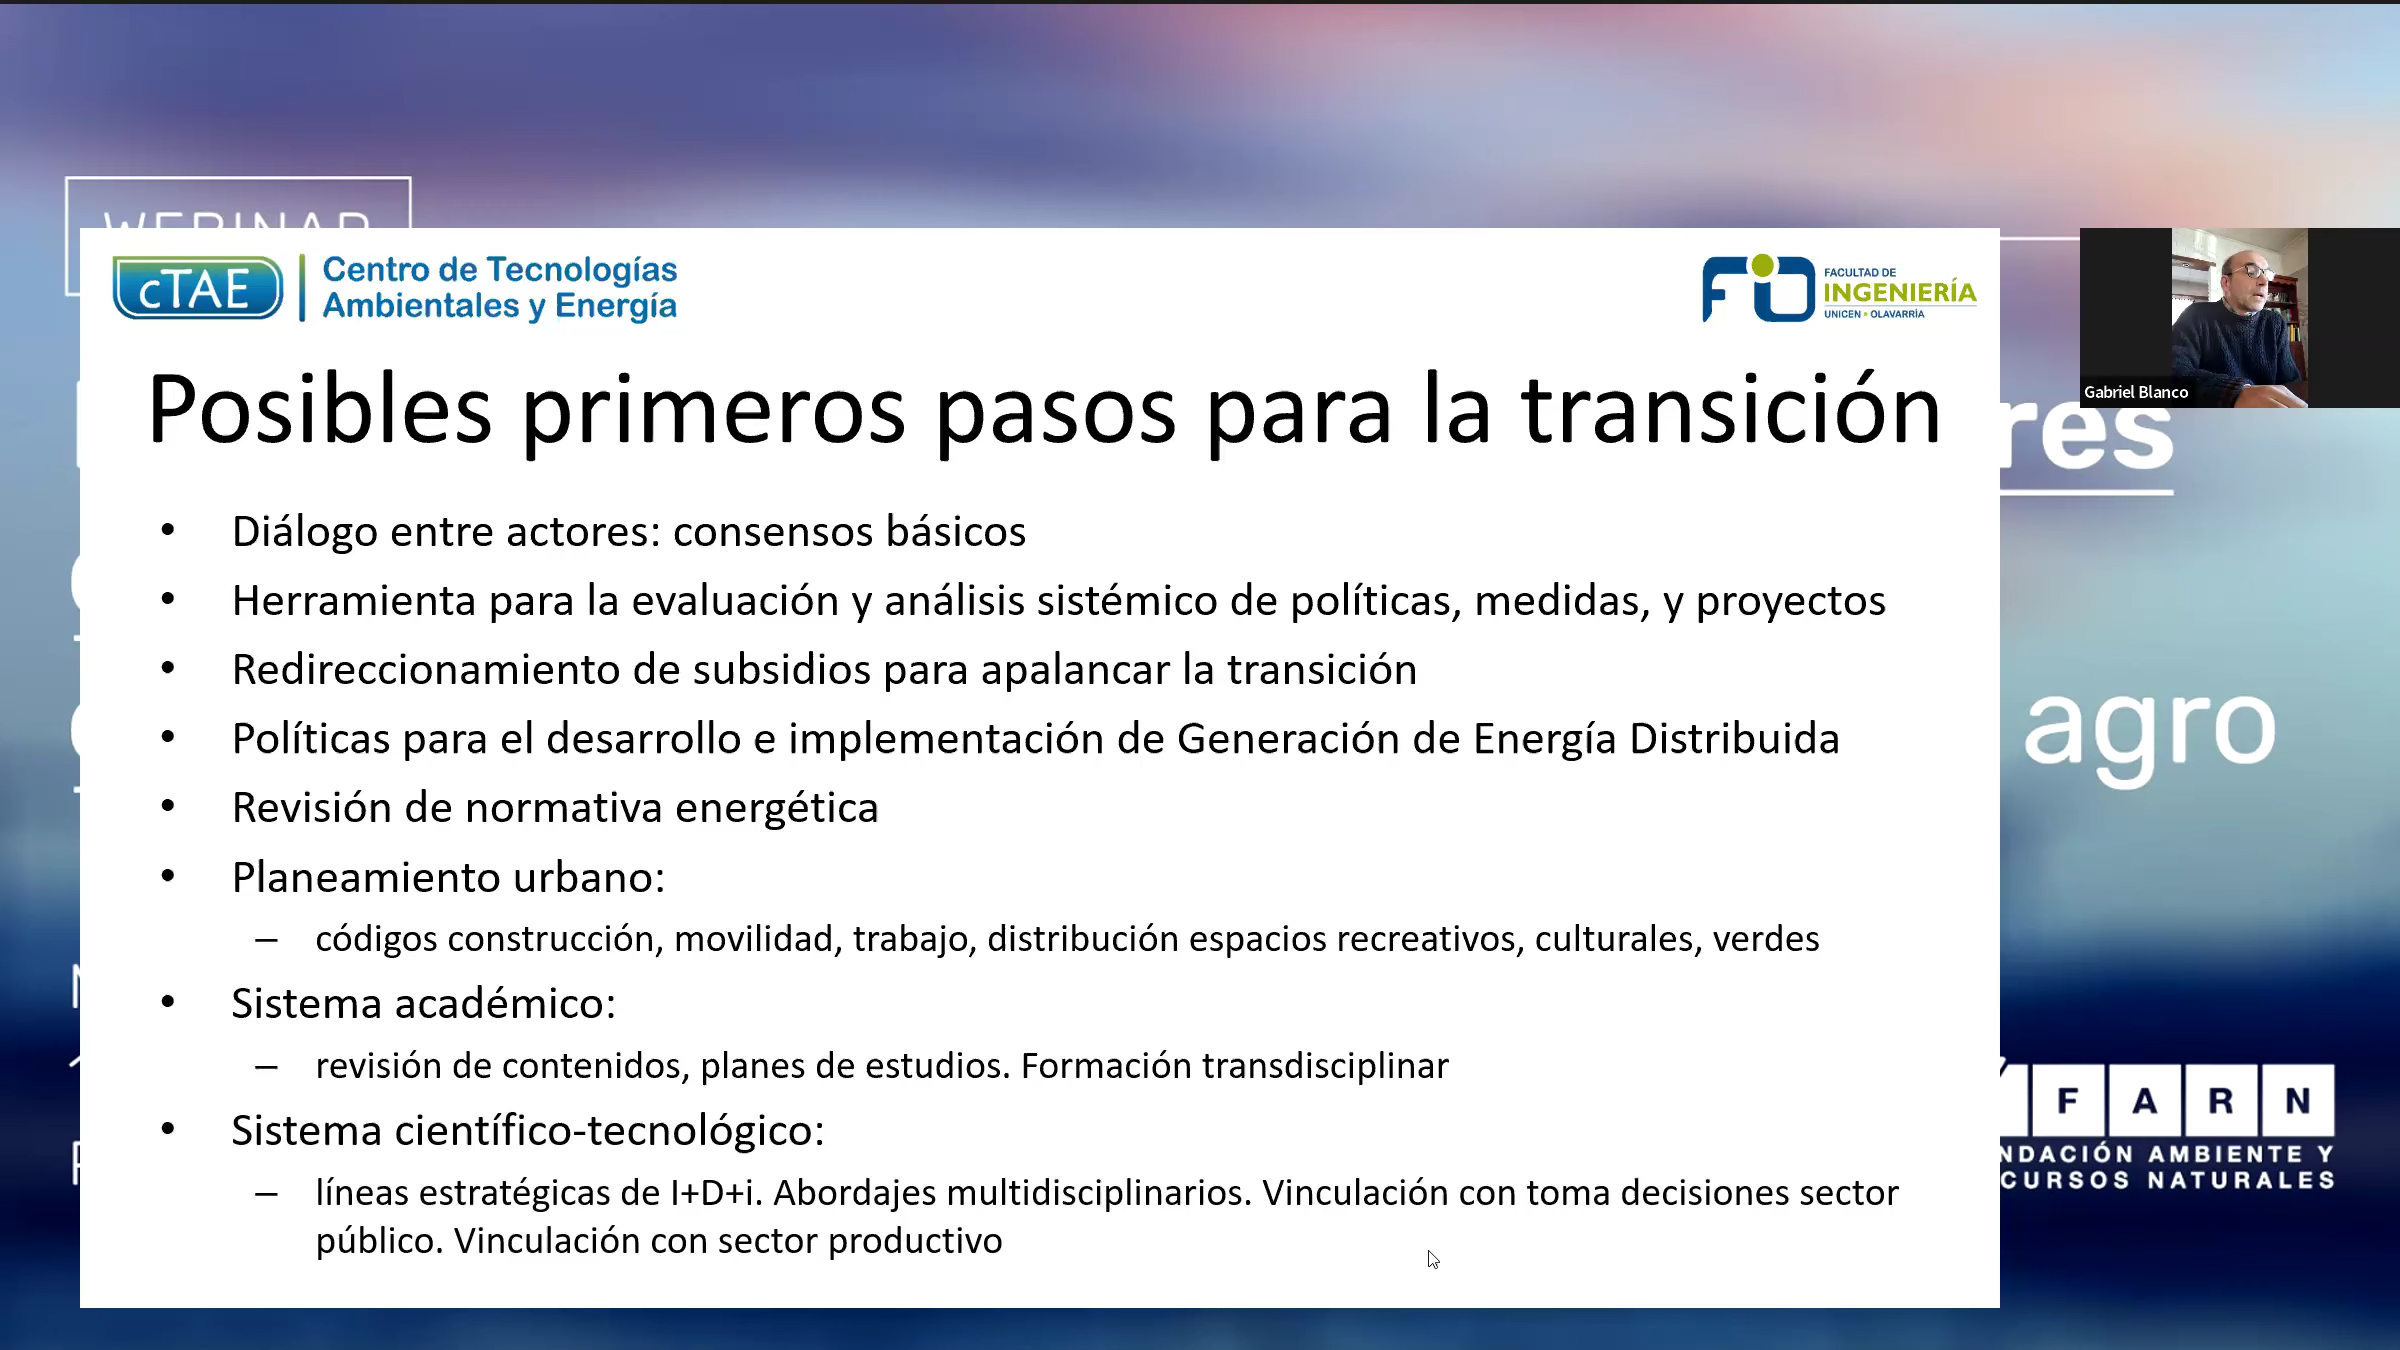 WEBINAR
cTAE
Centro de Tecnologías
Ambientales y Energía
FiO
FACULTAD DE
INGENIERÍA
UNICEN • OLAVARRÍA
Gabriel Blanco
Posibles primeros pasos para la transición
res
• Diálogo entre actores: consensos básicos
• Herramienta para la evaluación y análisis sistémico de políticas, medidas, y proyectos
• Redireccionamiento de subsidios para apalancar la transición
• Políticas para el desarrollo e implementación de Generación de Energía Distribuida
agro
• Revisión de normativa energética
• Planeamiento urbano:
– códigos construcción, movilidad, trabajo, distribución espacios recreativos, culturales, verdes
• Sistema académico:
– revisión de contenidos, planes de estudios. Formación transdisciplinar
• Sistema científico-tecnológico:
– líneas estratégicas de I+D+i. Abordajes multidisciplinarios. Vinculación con toma decisiones sector
público. Vinculación con sector productivo
FARN
NDACIÓN AMBIENTE Y
CURSOS NATURALES